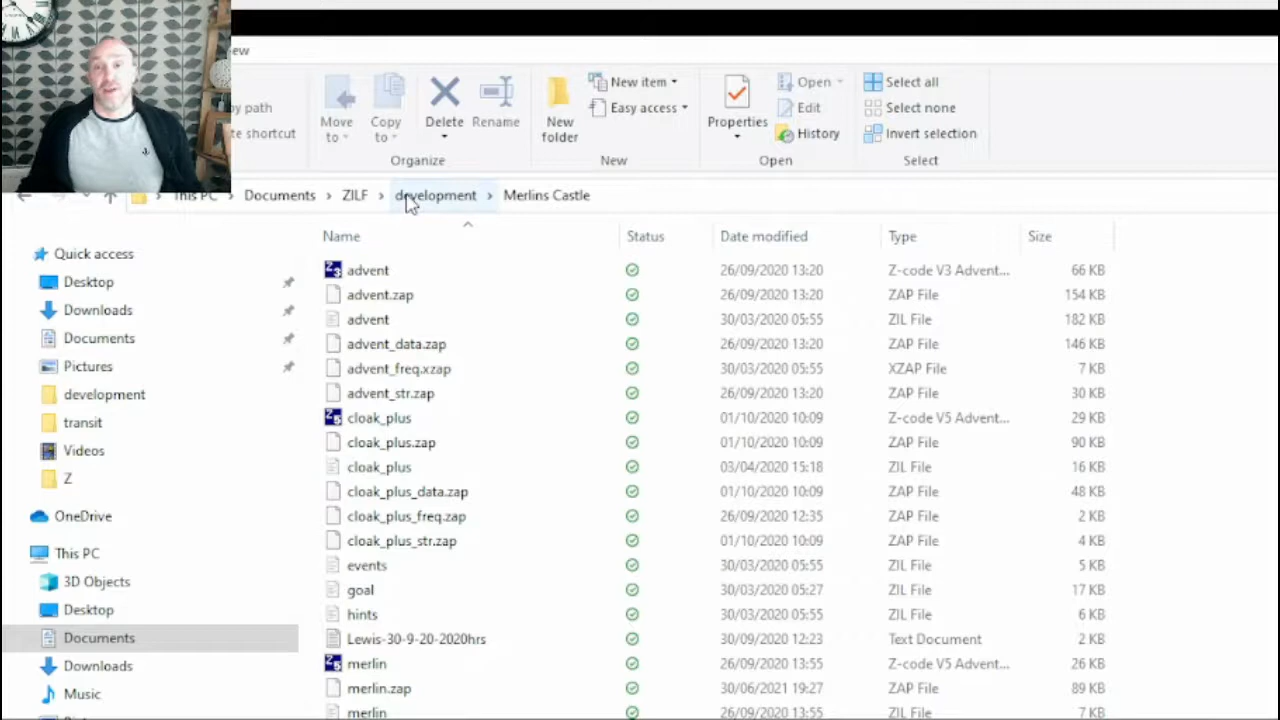 ew
Move to
Copy to
Delete
Rename
Organize
New folder
New item
Easy access
New
Properties
Open
Edit
History
Open
Select all
Select none
Invert selection
Select
This PC > Documents > ZILF > development > Merlins Castle
Name Status Date modified Type Size
Quick access
Desktop
Downloads
Documents
Pictures
development
transit
Videos
Z
OneDrive
This PC
3D Objects
Desktop
Documents
Downloads
Music
advent 26/09/2020 13:20 Z-code V3 Advent... 66 KB
advent.zap 26/09/2020 13:20 ZAP File 154 KB
advent 30/03/2020 05:55 ZIL File 182 KB
advent_data.zap 26/09/2020 13:20 ZAP File 146 KB
advent_freq.xzap 30/03/2020 05:55 XZAP File 7 KB
advent_str.zap 26/09/2020 13:20 ZAP File 30 KB
cloak_plus 01/10/2020 10:09 Z-code V5 Advent... 26 KB
cloak_plus.zap 01/10/2020 10:09 ZAP File 90 KB
cloak_plus 03/04/2020 15:18 ZIL File 16 KB
cloak_plus_data.zap 01/10/2020 10:09 ZAP File 48 KB
cloak_plus_freq.zap 26/09/2020 12:35 ZAP File 2 KB
cloak_plus_str.zap 01/10/2020 10:09 ZAP File 4 KB
events 30/03/2020 05:55 ZIL File 5 KB
goal 30/03/2020 05:27 ZIL File 17 KB
hints 30/03/2020 05:55 ZIL File 6 KB
Lewis-30-9-20-2020hrs 30/09/2020 12:23 Text Document 2 KB
merlin 26/09/2020 13:55 Z-code V5 Advent... 26 KB
merlin.zap 30/06/2021 19:27 ZAP File 89 KB
merlin 30/09/2020 13:55 ZIL File 7 KB